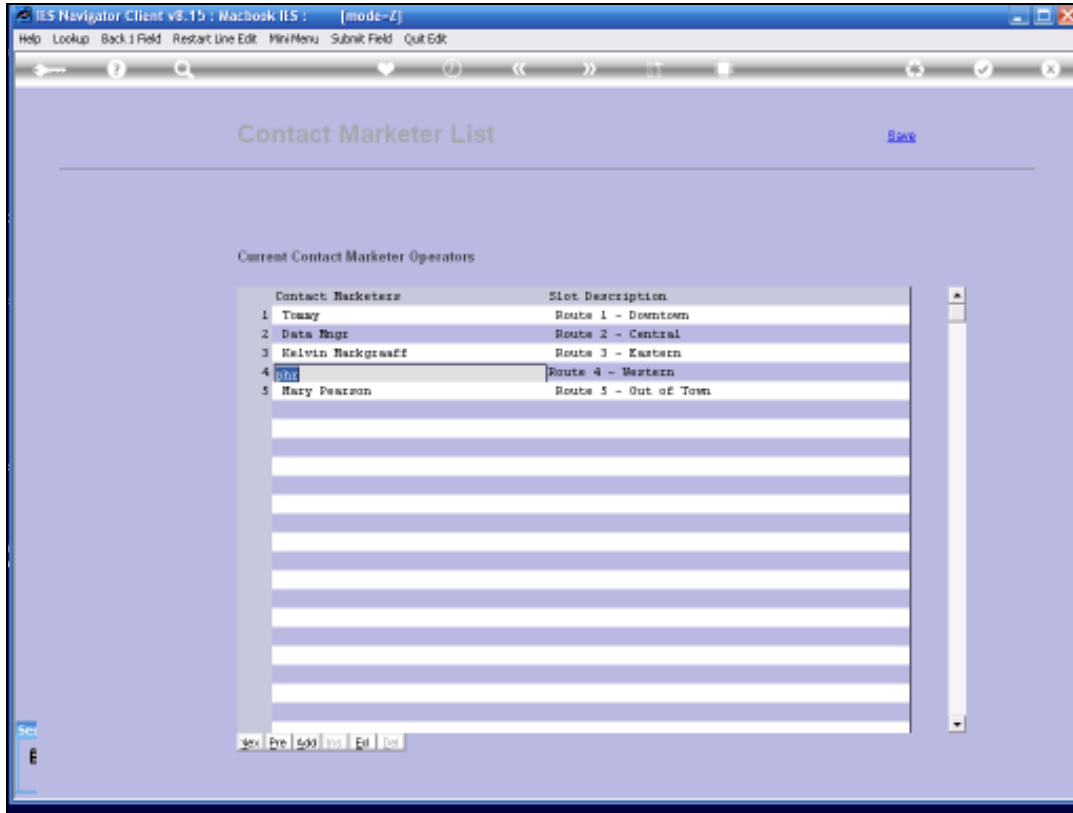 IES Navigator Client v8.15 : Macbook IES : [mode=Z]
Help Lookup Back 1 Field Restart Line Edit MiniMenu Submit Field Quit Edit
Contact Marketer List
Save
Current Contact Marketer Operators
Contact Marketers Slot Description
1 Tommy Route 1 - Downtown
2 Data Mngr Route 2 - Central
3 Kelvin Markgraaff Route 3 - Eastern
4 phr Route 4 - Western
5 Mary Pearson Route 5 - Out of Town
Nex Pre Add Ins Ed Del